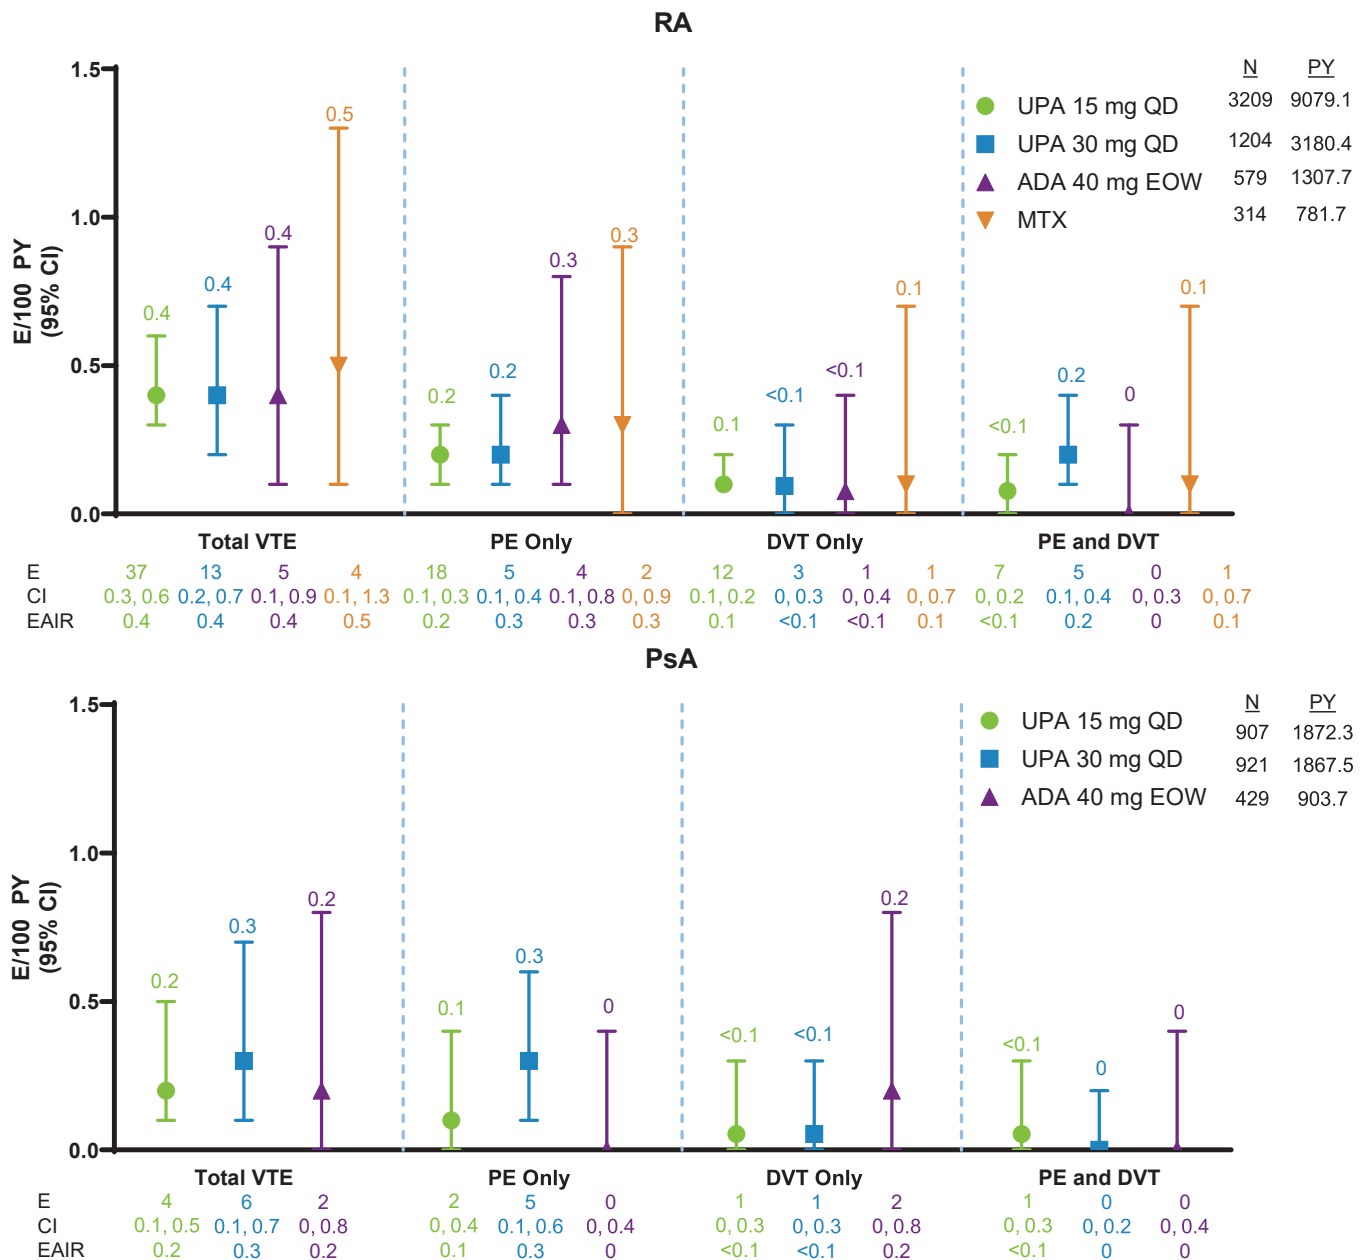 RA
N PY
UPA 15 mg QD 3209 9079.1
UPA 30 mg QD 1204 3180.4
ADA 40 mg EOW 579 1307.7
MTX 314 781.7
E/100 PY
(95% CI)
1.5
1.0
0.5
0.0
0.4 0.4 0.4 0.5
0.2 0.2 0.3 0.3
0.1 <0.1 <0.1 0.1
<0.1 0.2 0 0.1
Total VTE PE Only DVT Only PE and DVT
E 37 13 5 4 18 5 4 2 12 3 1 1 7 5 0 1
CI 0.3, 0.6 0.2, 0.7 0.1, 0.9 0.1, 1.3 0.1, 0.3 0.1, 0.4 0.1, 0.8 0, 0.9 0.1, 0.2 0, 0.3 0, 0.4 0, 0.7 0, 0.2 0.1, 0.4 0, 0.3 0, 0.7
EAIR 0.4 0.4 0.4 0.5 0.2 0.3 0.3 0.3 0.1 <0.1 <0.1 0.1 <0.1 0.2 0 0.1
PsA
N PY
UPA 15 mg QD 907 1872.3
UPA 30 mg QD 921 1867.5
ADA 40 mg EOW 429 903.7
E/100 PY
(95% CI)
1.5
1.0
0.5
0.0
0.2 0.3 0.2
0.1 0.3 0
<0.1 <0.1 0.2
<0.1 0 0
Total VTE PE Only DVT Only PE and DVT
E 4 6 2 2 5 0 1 1 2 1 0 0
CI 0.1, 0.5 0.1, 0.7 0, 0.8 0, 0.4 0.1, 0.6 0, 0.4 0, 0.3 0, 0.3 0, 0.8 0, 0.3 0, 0.2 0, 0.4
EAIR 0.2 0.3 0.2 0.1 0.3 0 <0.1 <0.1 0.2 <0.1 0 0